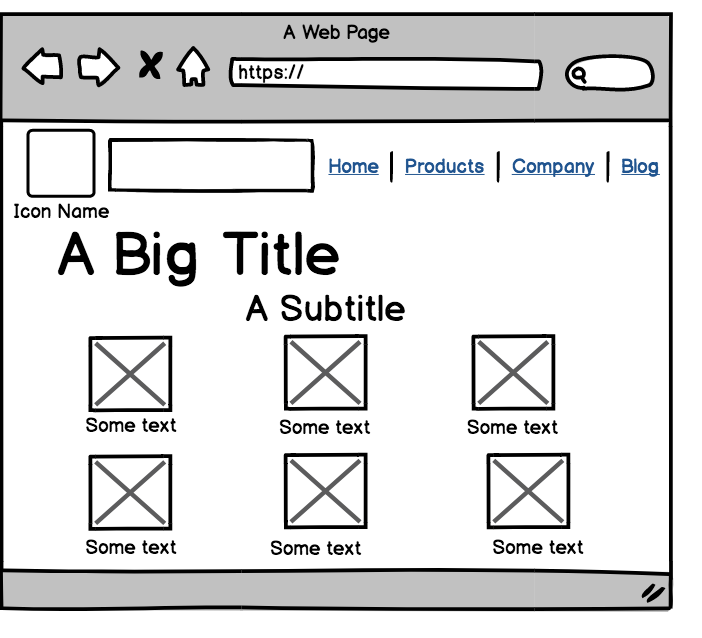 A Web Page
https://
Home Products Company Blog
Icon Name
A Big Title
A Subtitle
Some text Some text Some text
Some text Some text Some text